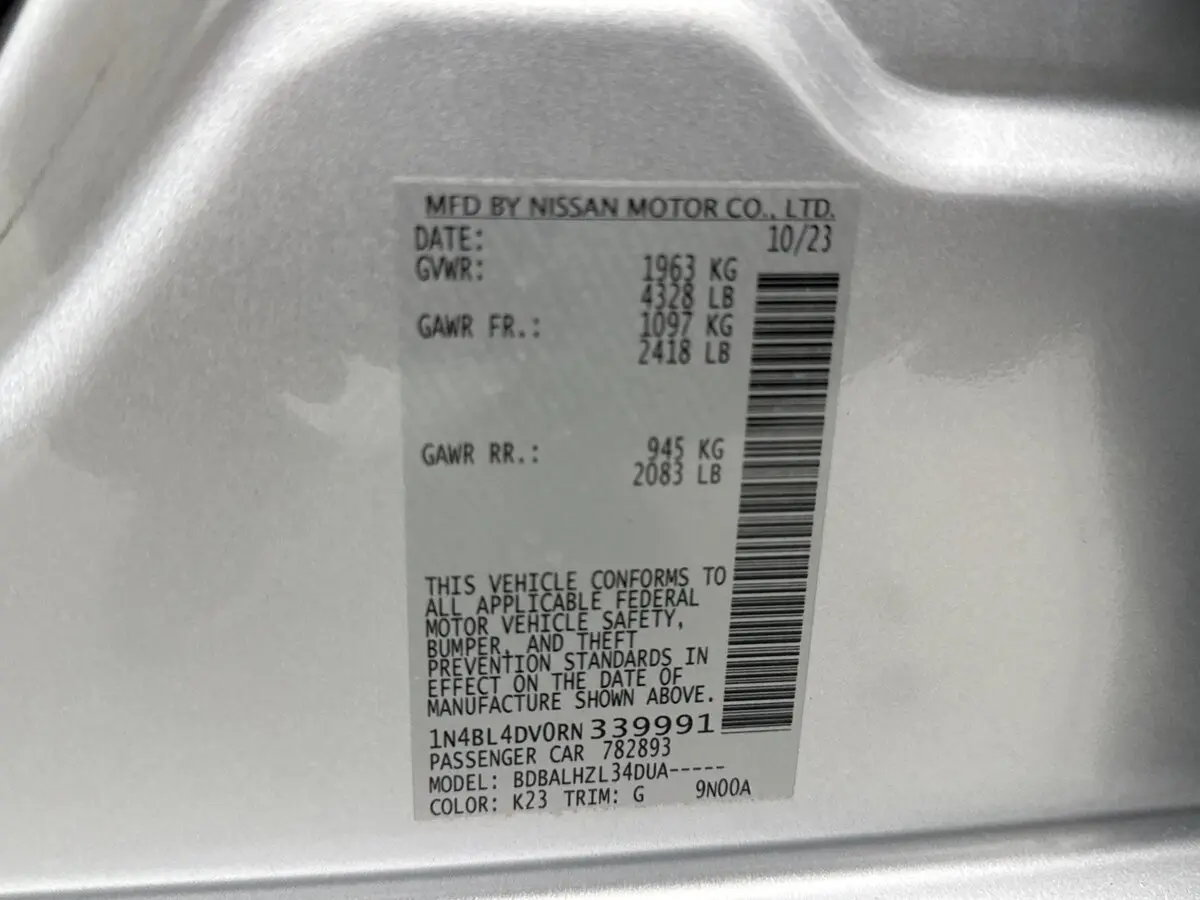 MFD BY NISSAN MOTOR CO., LTD.
DATE: 10/23
GVWR: 1963 KG
4328 LB
GAWR FR.: 1097 KG
2418 LB
GAWR RR.: 945 KG
2083 LB
THIS VEHICLE CONFORMS TO
ALL APPLICABLE FEDERAL
MOTOR VEHICLE SAFETY,
BUMPER, AND THEFT
PREVENTION STANDARDS IN
EFFECT ON THE DATE OF
MANUFACTURE SHOWN ABOVE.
1N4BL4DV0RN 339991
PASSENGER CAR 782893
MODEL: BDBALHZL34DUA-----
COLOR: K23 TRIM: G 9N00A